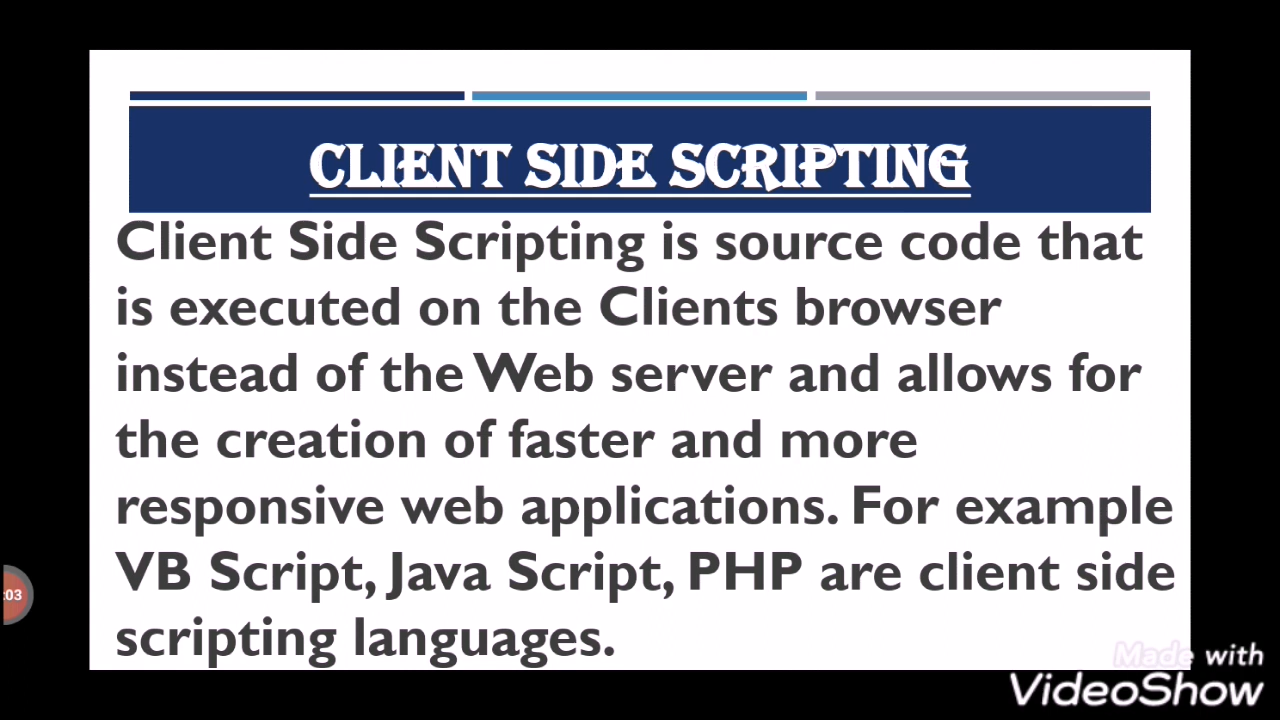 CLIENT SIDE SCRIPTING
Client Side Scripting is source code that
is executed on the Clients browser
instead of the Web server and allows for
the creation of faster and more
responsive web applications. For example
VB Script, Java Script, PHP are client side
scripting languages.
:03
Made with
VideoShow